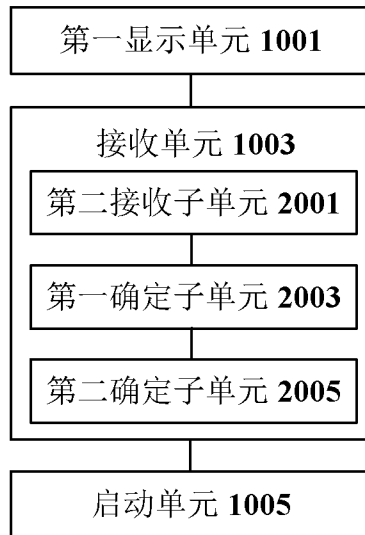 第一显示单元 1001
接收单元 1003
第二接收子单元 2001
第一确定子单元 2003
第二确定子单元 2005
启动单元 1005